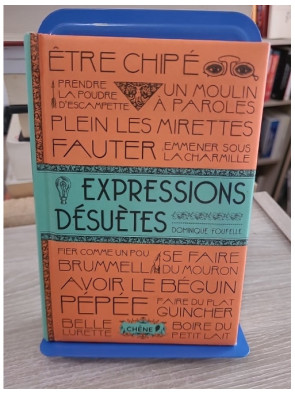 ÊTRE CHIPÉ
PRENDRE
LA POUDRE
D'ESCAMPETTE
UN MOULIN
À PAROLES
PLEIN LES MIRETTES
FAUTER
EMMENER SOUS
LA CHARMILLE
EXPRESSIONS
DÉSUÈTES
DOMINIQUE FOUFELLE
FIER COMME UN POU
BRUMMELL
SE FAIRE
DU MOURON
AVOIR LE BÉGUIN
PÉPÉE
FAIRE DU PLAT
GUINCHER
BELLE
LURETTE
CHÊNE
BOIRE DU
PETIT LAIT